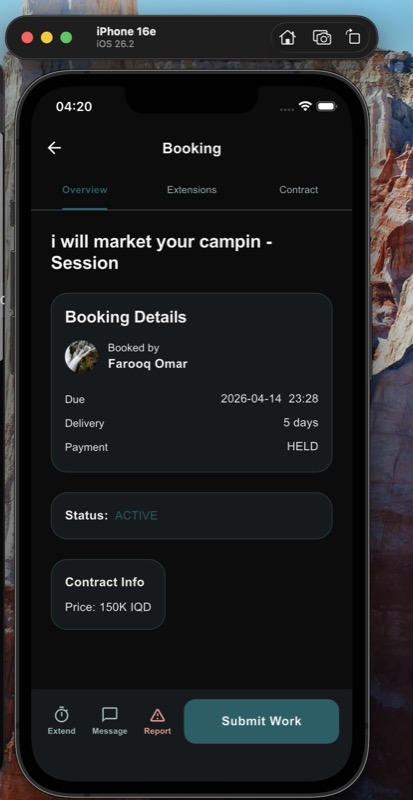 iPhone 16e
iOS 26.2
04:20
Booking
Overview Extensions Contract
i will market your campin -
Session
Booking Details
Booked by
Farooq Omar
Due 2026-04-14 23:28
Delivery 5 days
Payment HELD
Status: ACTIVE
Contract Info
Price: 150K IQD
Extend Message Report Submit Work